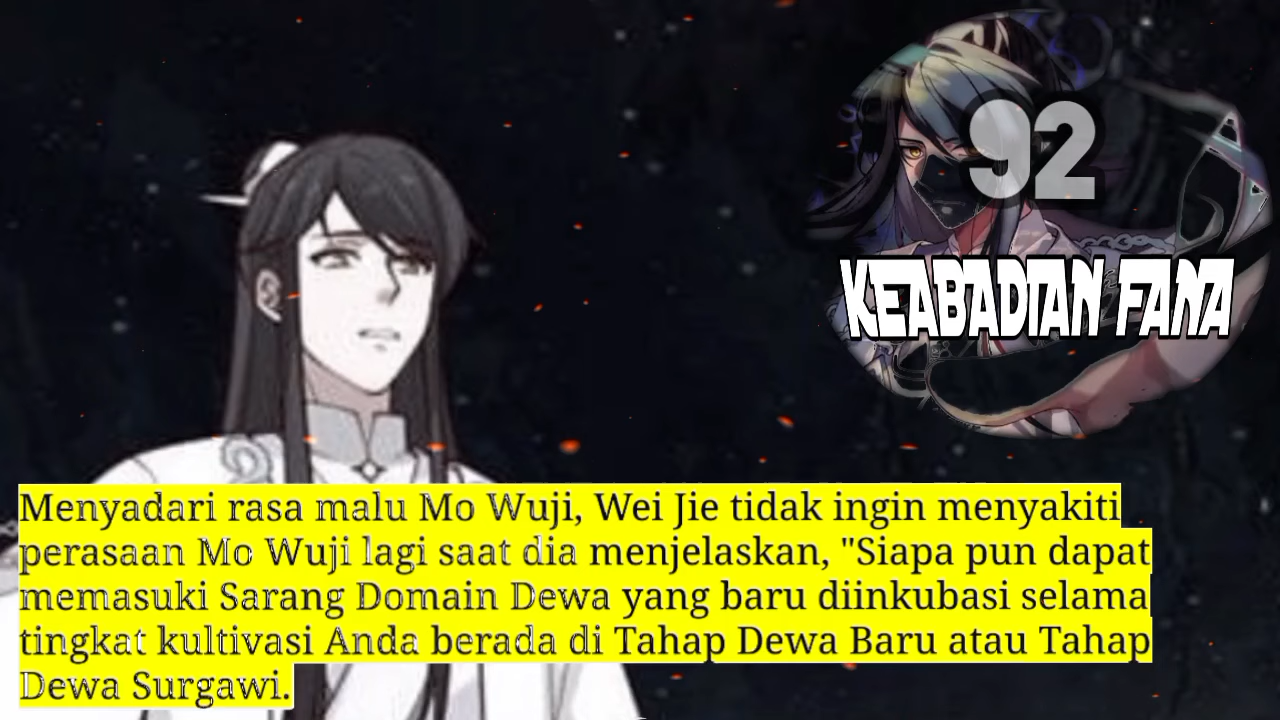 92
KEABADIAN FANA
Menyadari rasa malu Mo Wuji, Wei Jie tidak ingin menyakiti
perasaan Mo Wuji lagi saat dia menjelaskan, "Siapa pun dapat
memasuki Sarang Domain Dewa yang baru diinkubasi selama
tingkat kultivasi Anda berada di Tahap Dewa Baru atau Tahap
Dewa Surgawi.